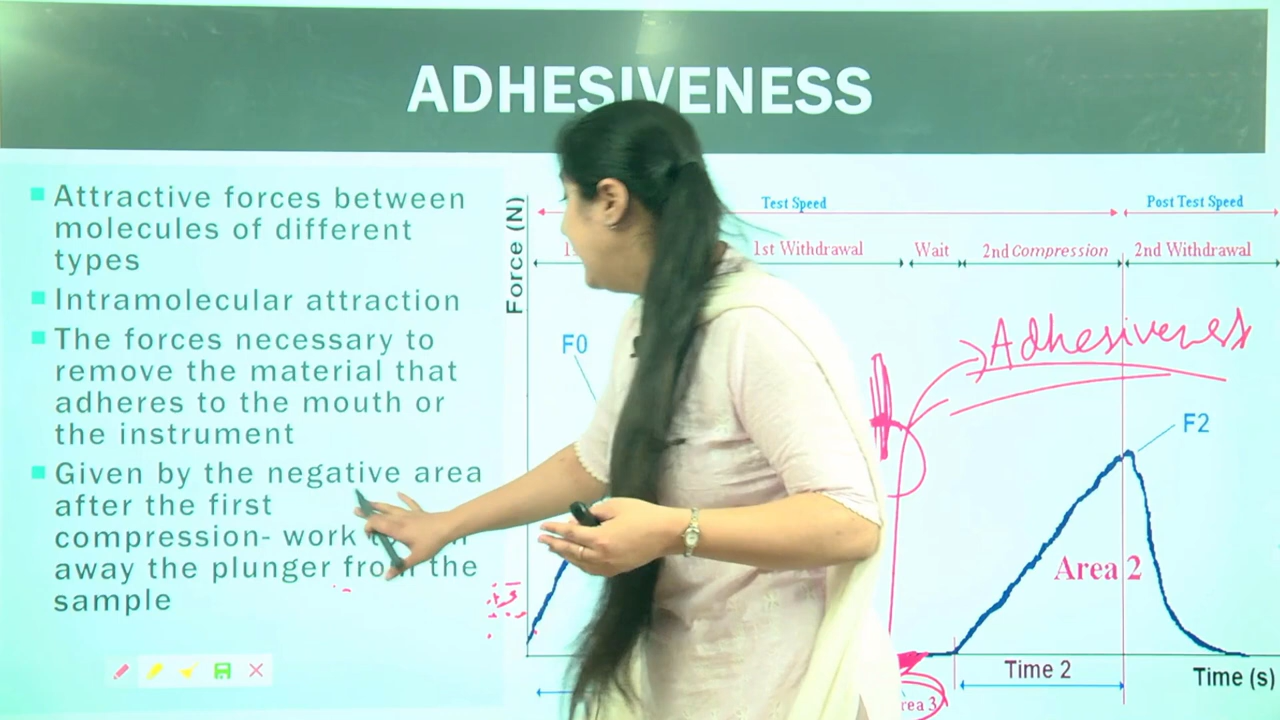 ADHESIVENESS
Attractive forces between
molecules of different
types
Intramolecular attraction
The forces necessary to
remove the material that
adheres to the mouth or
the instrument
Given by the negative area
after the first
compression- work
away the plunger from the
sample
Force (N)
Test Speed
Post Test Speed
1st Withdrawal
Wait
2nd Compression
2nd Withdrawal
F0
Adhesiveness
F2
Area 2
Time 2
Time (s)
rea 3